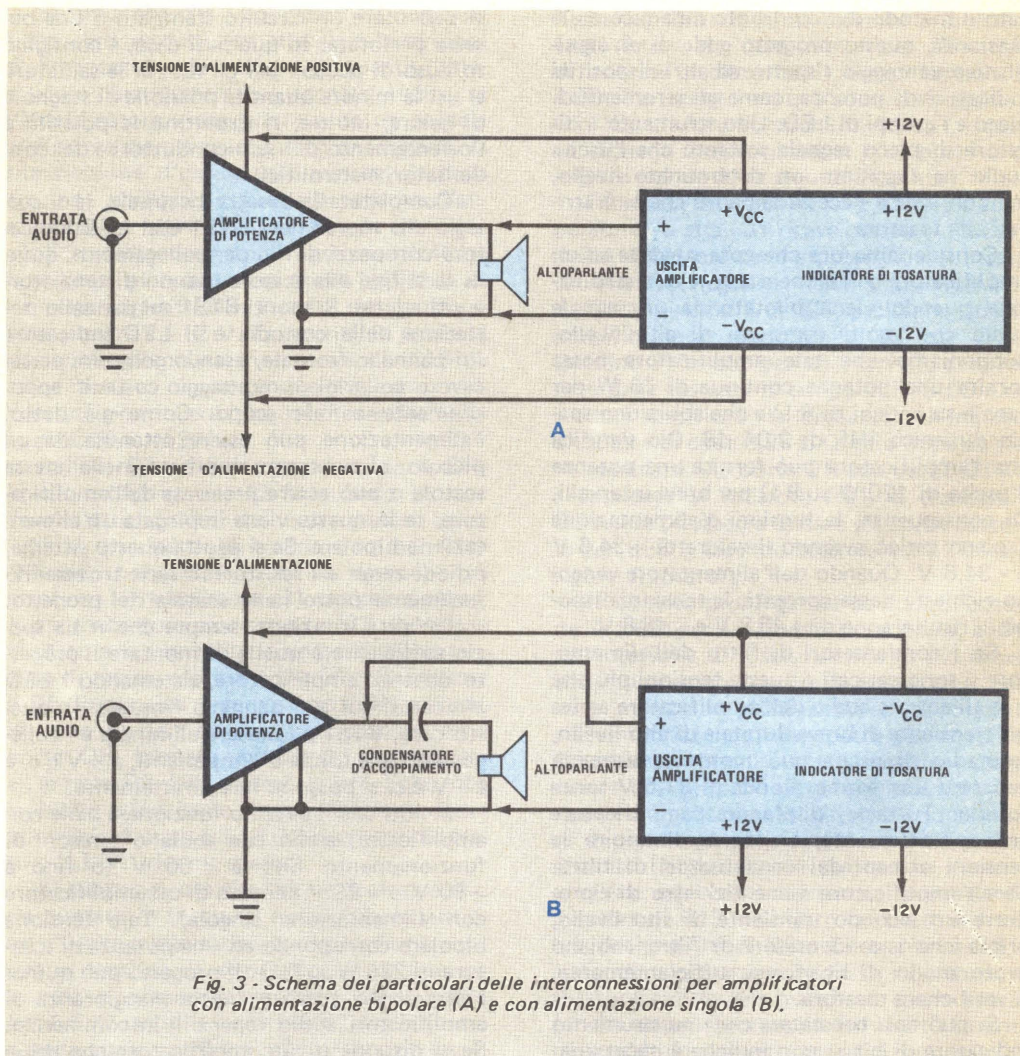 TENSIONE D'ALIMENTAZIONE POSITIVA
+12V
ENTRATA
AUDIO
AMPLIFICATORE
DI POTENZA
ALTOPARLANTE
+ +VCC +12V
USCITA
AMPLIFICATORE
INDICATORE DI TOSATURA
- -VCC -12V
A
+12V
-12V
TENSIONE D'ALIMENTAZIONE NEGATIVA
TENSIONE D'ALIMENTAZIONE
ENTRATA
AUDIO
AMPLIFICATORE
DI POTENZA
CONDENSATORE
D'ACCOPPIAMENTO
ALTOPARLANTE
+ +VCC -VCC
USCITA
AMPLIFICATORE
INDICATORE DI TOSATURA
-
+12V -12V
B
+12V -12V
Fig. 3 - Schema dei particolari delle interconnessioni per amplificatori
con alimentazione bipolare (A) e con alimentazione singola (B).